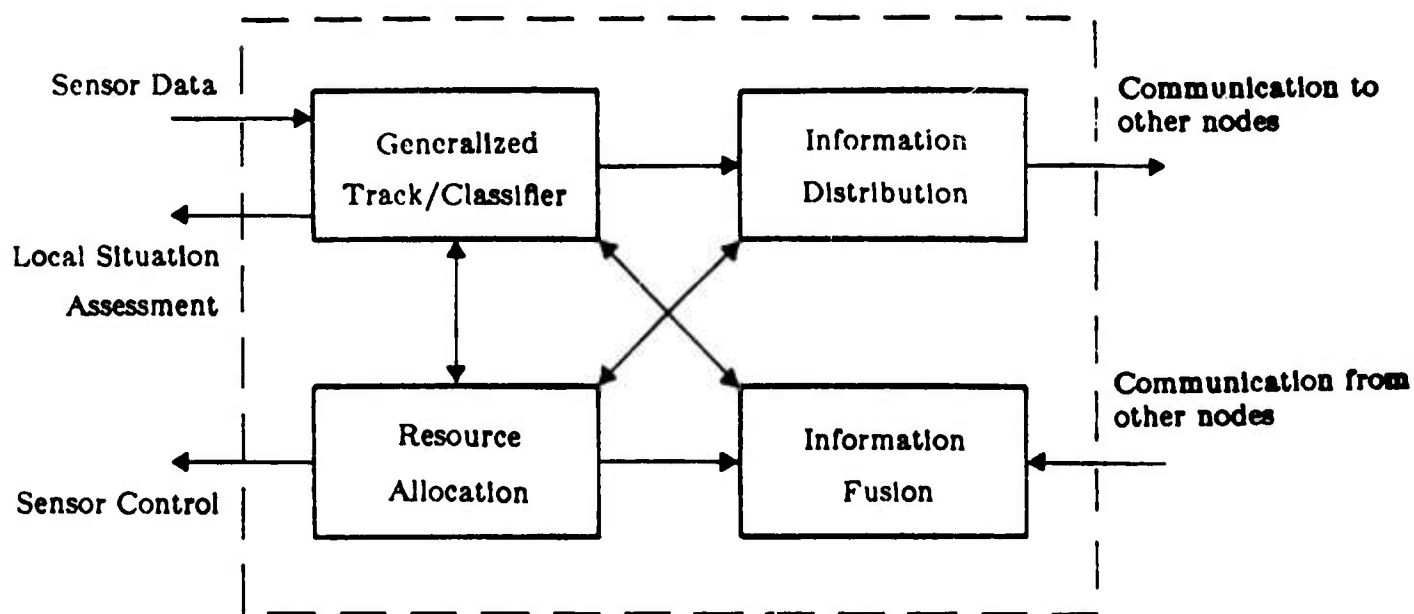 Sensor Data
Generalized
Track/Classifier
Information
Distribution
Communication to
other nodes
Local Situation
Assessment
Resource
Allocation
Information
Fusion
Communication from
other nodes
Sensor Control